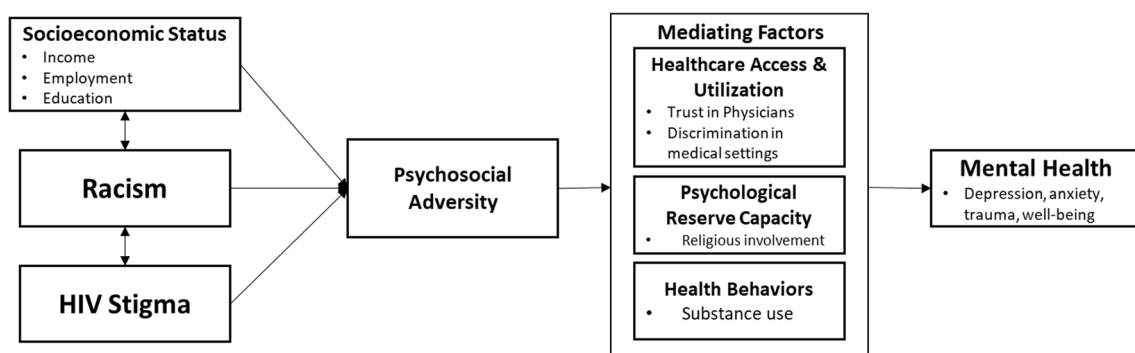 Socioeconomic Status
• Income
• Employment
• Education
Racism
HIV Stigma
Psychosocial
Adversity
Mediating Factors
Healthcare Access &
Utilization
• Trust in Physicians
• Discrimination in
medical settings
Psychological
Reserve Capacity
• Religious involvement
Health Behaviors
• Substance use
Mental Health
• Depression, anxiety,
trauma, well-being